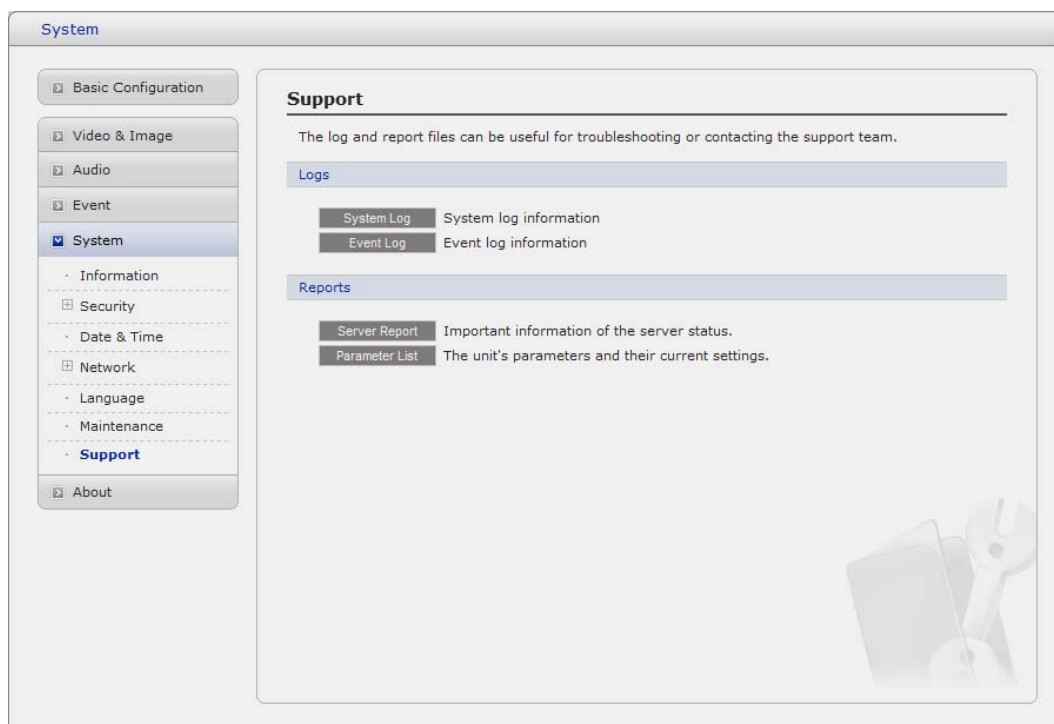 System
Basic Configuration
Video & Image
Audio
Event
System
Information
Security
Date & Time
Network
Language
Maintenance
Support
About
Support
The log and report files can be useful for troubleshooting or contacting the support team.
Logs
System Log System log information
Event Log Event log information
Reports
Server Report Important information of the server status.
Parameter List The unit's parameters and their current settings.